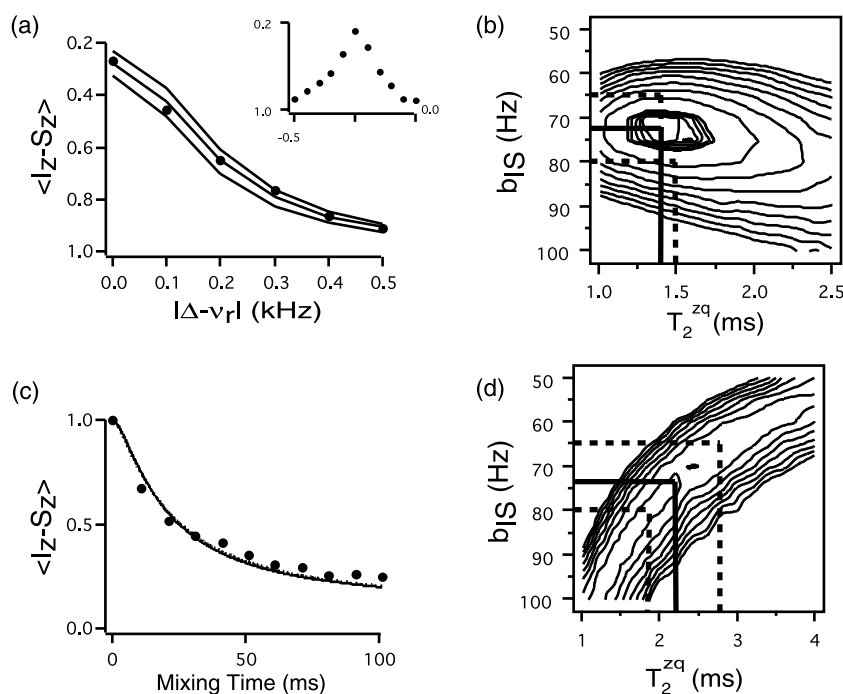 (a)
<Iz-Sz>
0.2
0.4
0.6
0.8
1.0
0.0 0.1 0.2 0.3 0.4 0.5
|Δ-νr| (kHz)
0.2
1.0
-0.5
0.0
(b)
bIS (Hz)
50
60
70
80
90
100
1.0 1.5 2.0 2.5
T2zq (ms)
(c)
<Iz-Sz>
1.0
0.5
0.0
0 50 100
Mixing Time (ms)
(d)
bIS (Hz)
50
60
70
80
90
100
1 2 3 4
T2zq (ms)